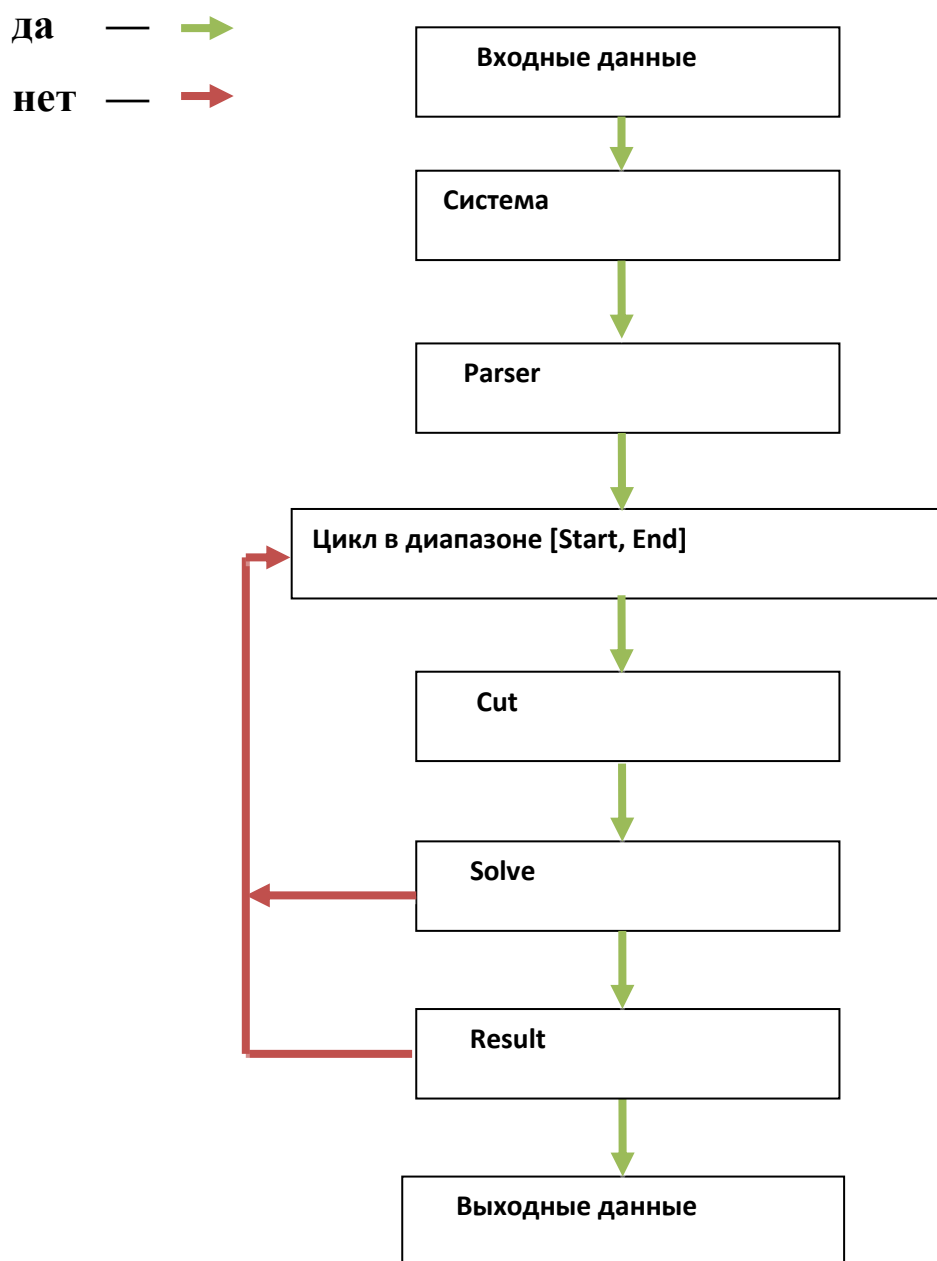 да —
нет —
Входные данные
Система
Parser
Цикл в диапазоне [Start, End]
Cut
Solve
Result
Выходные данные